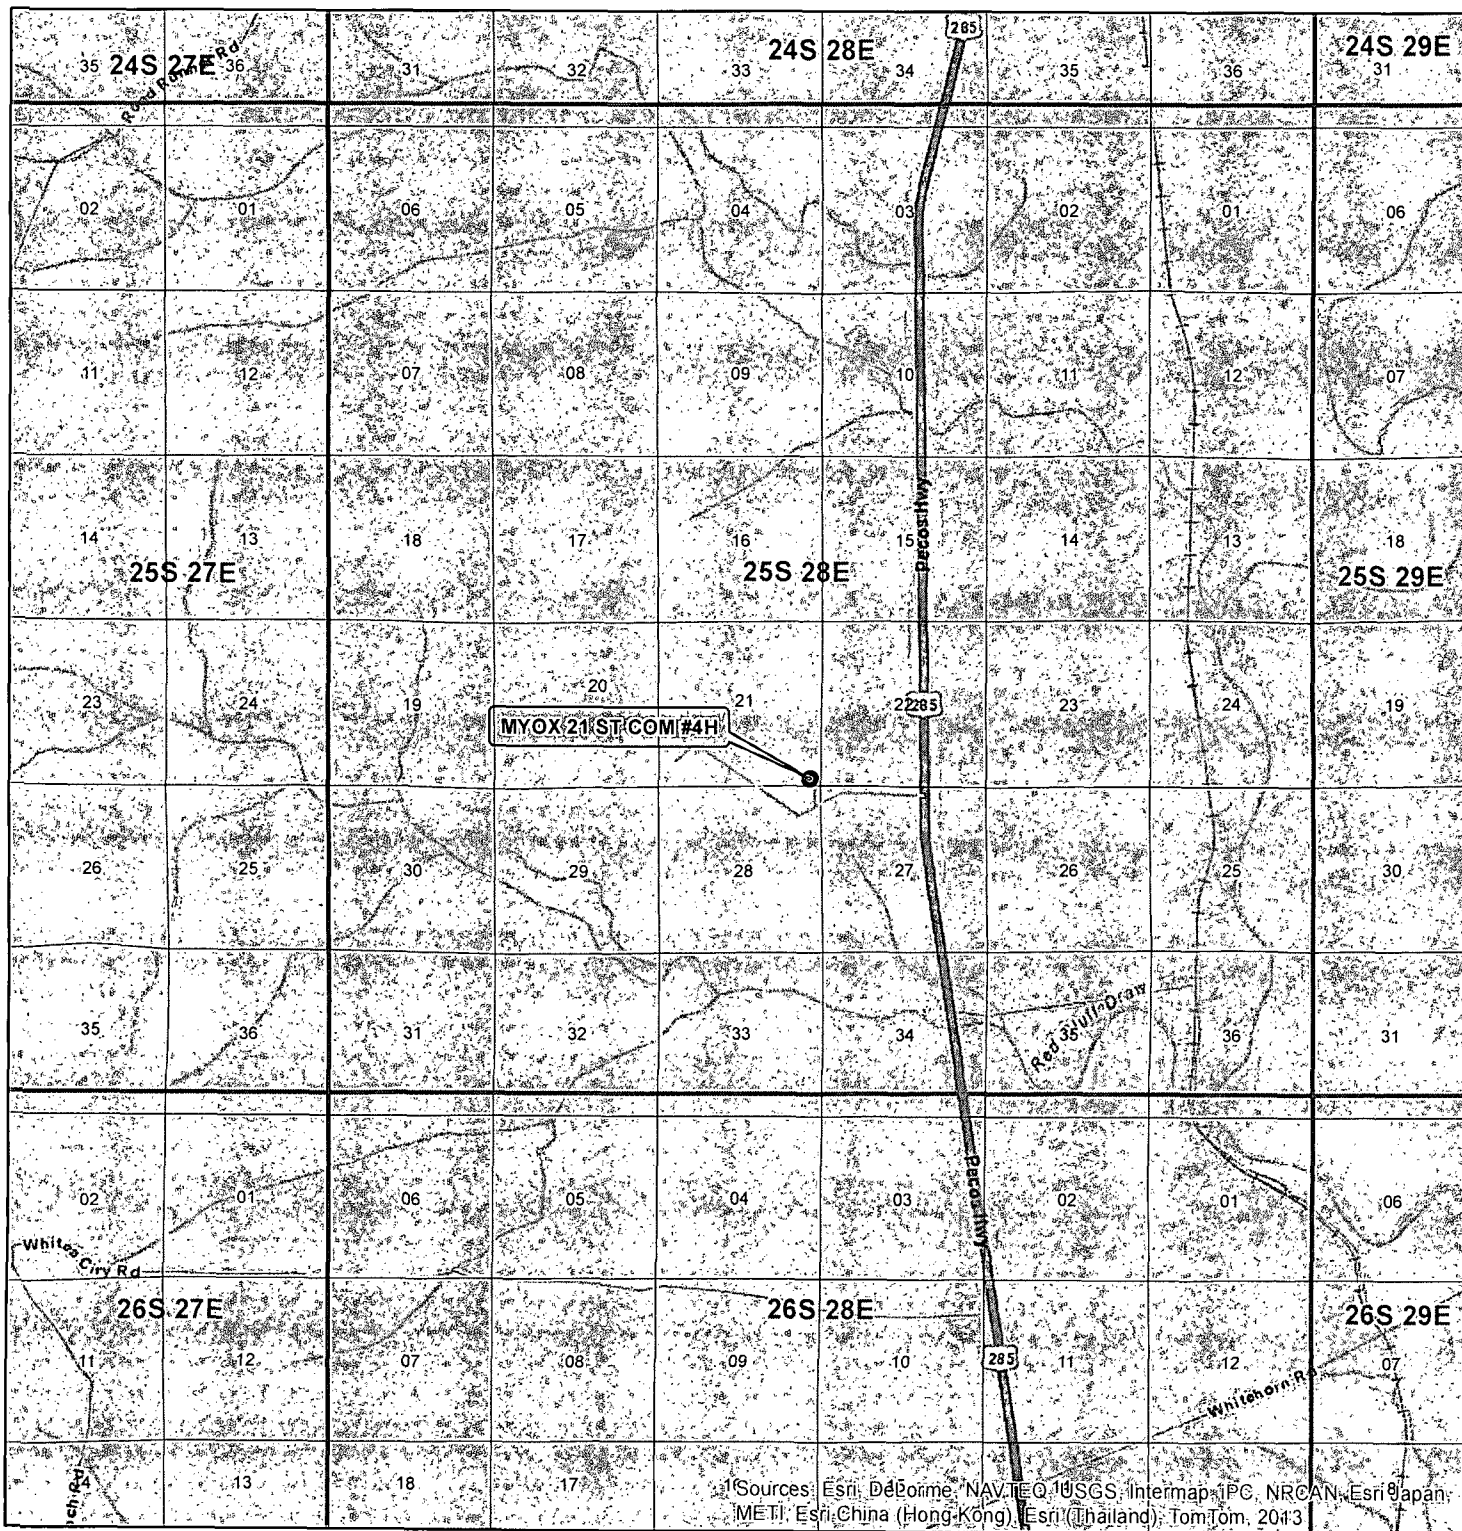 24S 27E
24S 28E
24S 29E
285
35 36 31 32 33 34 35 36 31
02 01 06 05 04 03 02 01 06
11 12 07 08 09 10 11 12 07
Pecos Hwy
14 13 18 17 16 15 14 13 18
25S 27E
25S 28E
25S 29E
23 24 19 20 21 22 285 23 24 19
MYOX 21 ST COM #4H
26 25 30 29 28 27 26 25 30
35 36 31 32 33 34 35 36 31
Red Bluff Draw
02 01 06 05 04 03 02 01 06
Pecos Hwy
Whites City Rd
26S 27E
26S 28E
26S 29E
11 12 07 08 09 10 285 11 12 07
Whitehorn Rd
14 13 18 17
Sources: Esri, DeLorme, NAVTEQ, USGS, Intermap, iPC, NRCAN, Esri Japan,
METI, Esri China (Hong Kong), Esri (Thailand), TomTom, 2013